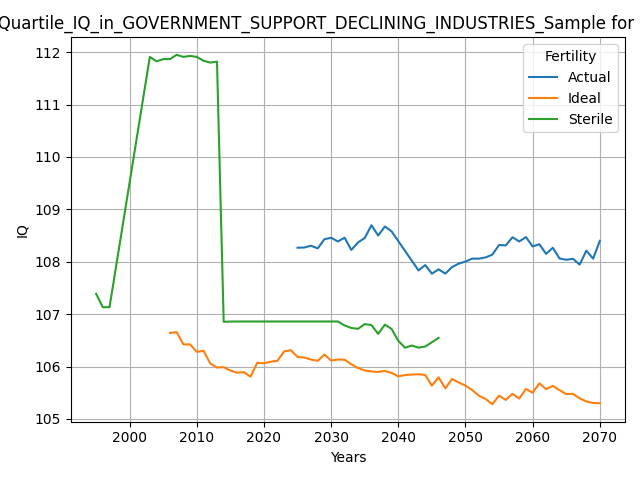 Quartile_IQ_in_GOVERNMENT_SUPPORT_DECLINING_INDUSTRIES_Sample for
Fertility
Actual
Ideal
Sterile
112
111
110
109
108
107
106
105
IQ
2000 2010 2020 2030 2040 2050 2060 2070
Years